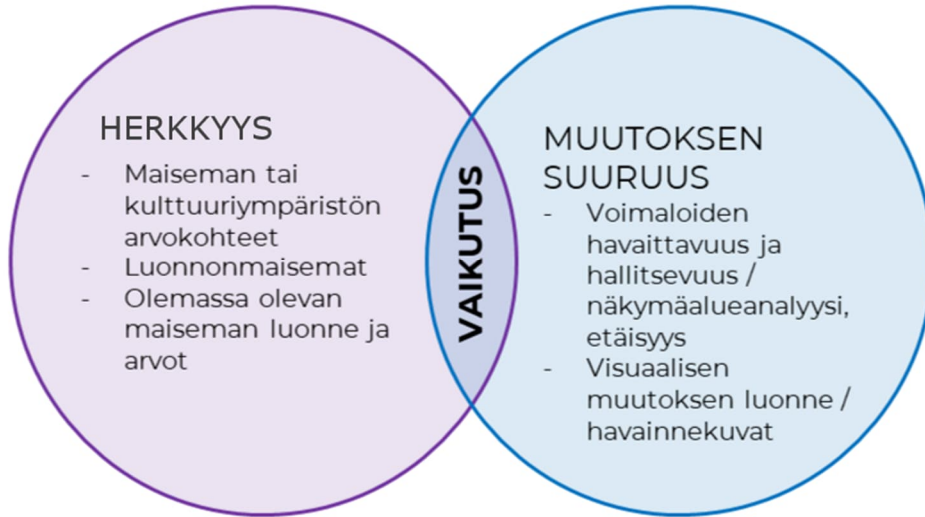 HERKKYYS
- Maiseman tai
kulttuuriympäristön
arvokohteet
- Luonnonmaisemat
- Olemassa olevan
maiseman luonne ja
arvot
VAIKUTUS
MUUTOKSEN
SUURUUS
- Voimaloiden
havaittavuus ja
hallitsevuus /
näkymäalueanalyysi,
etäisyys
- Visuaalisen
muutoksen luonne /
havainnekuvat